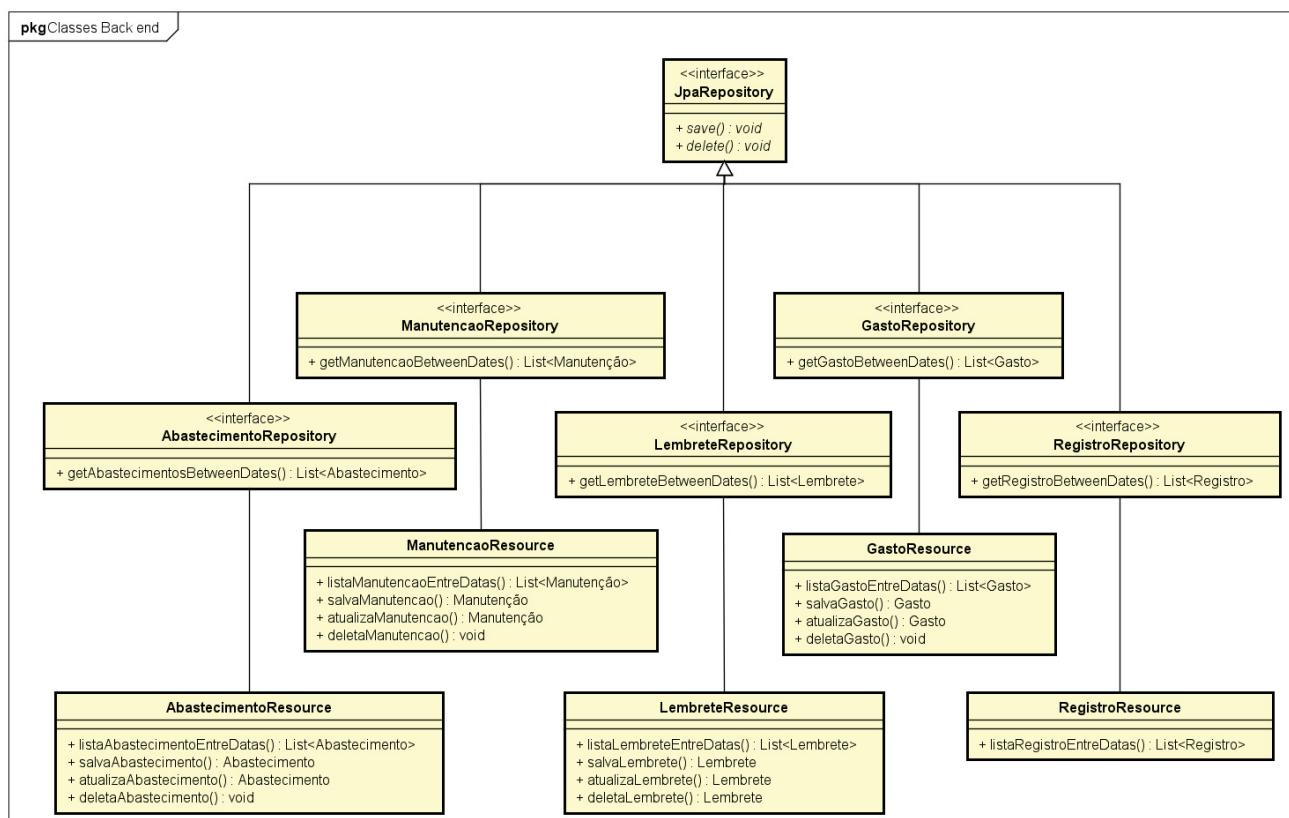 pkg Classes Back end
<<interface>>
JpaRepository
+ save() : void
+ delete() : void
<<interface>>
ManutencaoRepository
+ getManutencaoBetweenDates() : List<Manutenção>
<<interface>>
GastoRepository
+ getGastoBetweenDates() : List<Gasto>
<<interface>>
AbastecimentoRepository
+ getAbastecimentosBetweenDates() : List<Abastecimento>
<<interface>>
LembreteRepository
+ getLembreteBetweenDates() : List<Lembrete>
<<interface>>
RegistroRepository
+ getRegistroBetweenDates() : List<Registro>
ManutencaoResource
+ listaManutencaoEntreDatas() : List<Manutenção>
+ salvaManutencao() : Manutenção
+ atualizaManutencao() : Manutenção
+ deletaManutencao() : void
GastoResource
+ listaGastoEntreDatas() : List<Gasto>
+ salvaGasto() : Gasto
+ atualizaGasto() : Gasto
+ deletaGasto() : void
AbastecimentoResource
+ listaAbastecimentoEntreDatas() : List<Abastecimento>
+ salvaAbastecimento() : Abastecimento
+ atualizaAbastecimento() : Abastecimento
+ deletaAbastecimento() : void
LembreteResource
+ listaLembreteEntreDatas() : List<Lembrete>
+ salvaLembrete() : Lembrete
+ atualizaLembrete() : Lembrete
+ deletaLembrete() : Lembrete
RegistroResource
+ listaRegistroEntreDatas() : List<Registro>